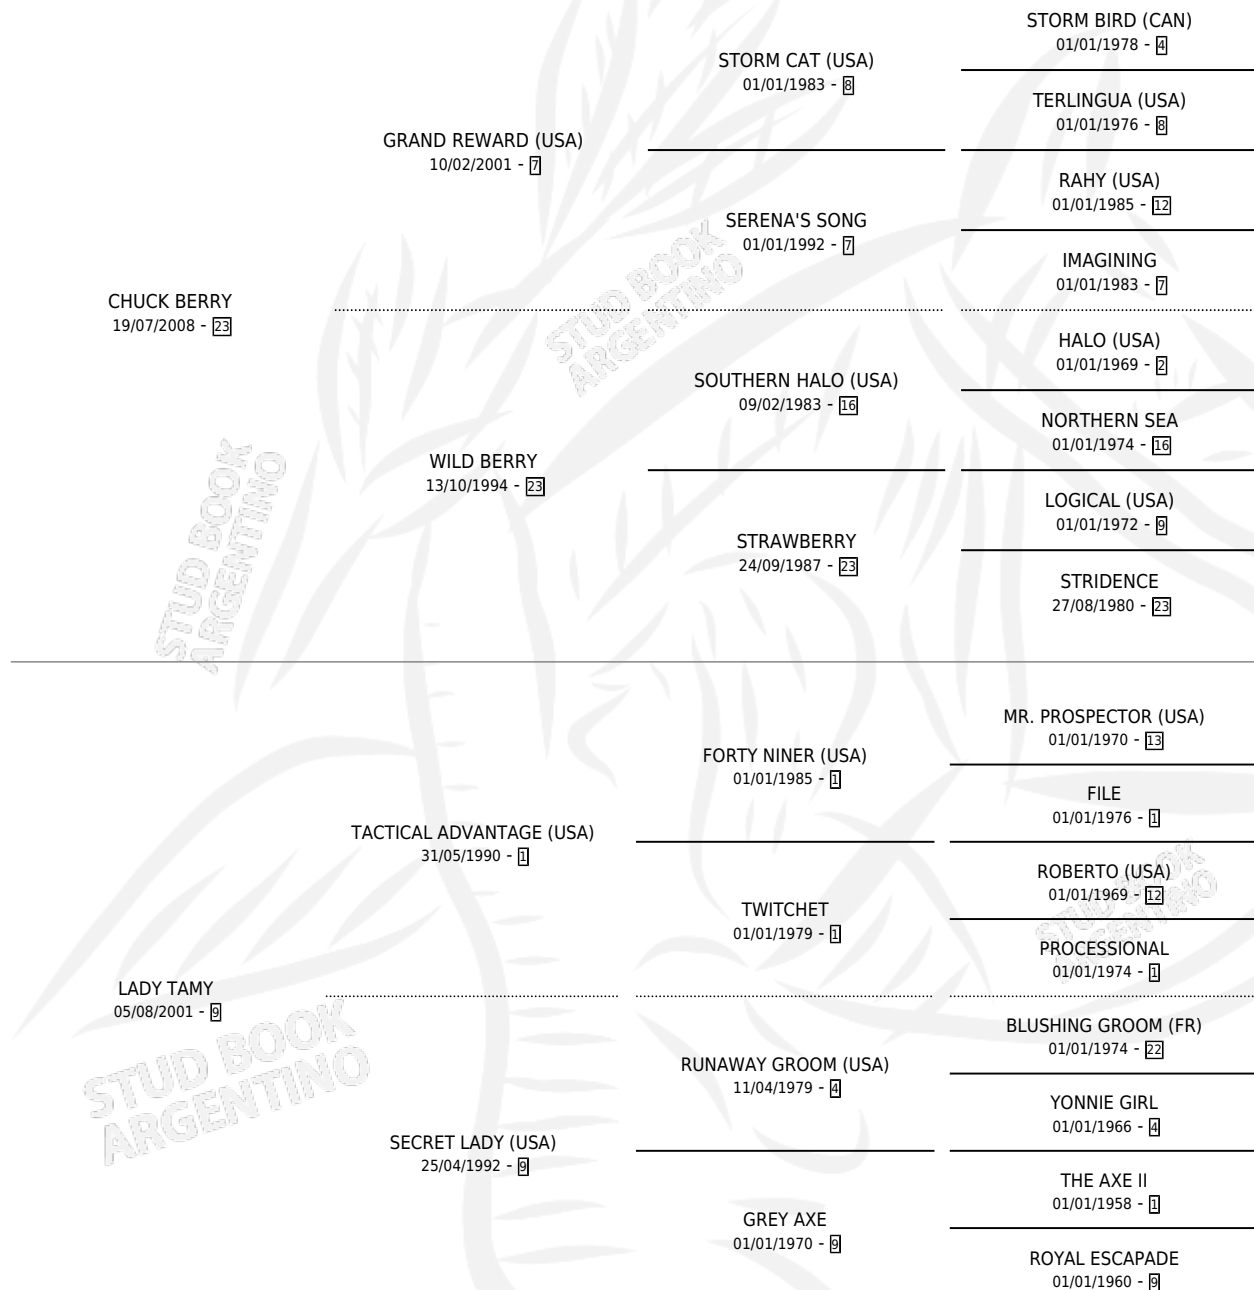 STORM BIRD (CAN)
01/01/1978 - 4
STORM CAT (USA)
01/01/1983 - 8
TERLINGUA (USA)
01/01/1976 - 8
GRAND REWARD (USA)
10/02/2001 - 7
RAHY (USA)
01/01/1985 - 12
SERENA'S SONG
01/01/1992 - 7
IMAGINING
01/01/1983 - 7
CHUCK BERRY
19/07/2008 - 23
HALO (USA)
01/01/1969 - 2
SOUTHERN HALO (USA)
09/02/1983 - 16
NORTHERN SEA
01/01/1974 - 16
WILD BERRY
13/10/1994 - 23
LOGICAL (USA)
01/01/1972 - 9
STRAWBERRY
24/09/1987 - 23
STRIDENCE
27/08/1980 - 23
MR. PROSPECTOR (USA)
01/01/1970 - 13
FORTY NINER (USA)
01/01/1985 - 1
FILE
01/01/1976 - 1
TACTICAL ADVANTAGE (USA)
31/05/1990 - 1
ROBERTO (USA)
01/01/1969 - 12
TWITCHET
01/01/1979 - 1
PROCESSIONAL
01/01/1974 - 1
LADY TAMY
05/08/2001 - 9
BLUSHING GROOM (FR)
01/01/1974 - 22
RUNAWAY GROOM (USA)
11/04/1979 - 4
YONNIE GIRL
01/01/1966 - 4
SECRET LADY (USA)
25/04/1992 - 9
THE AXE II
01/01/1958 - 1
GREY AXE
01/01/1970 - 9
ROYAL ESCAPADE
01/01/1960 - 9
STUD BOOK
ARGENTINO
STUD BOOK
ARGENTINO
STUD BOOK
ARGENTINO
STUD BOOK
ARGENTINO